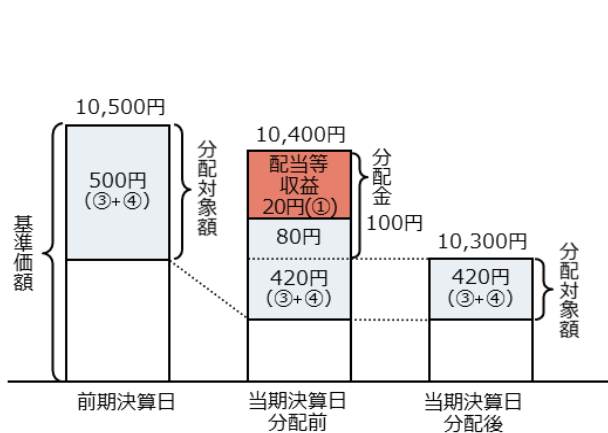 10,500円
500円
(③+④)
分配対象額
基準価額
前期決算日
10,400円
配当等
収益
20円(①)
80円
420円
(③+④)
分配金
100円
当期決算日
分配前
10,300円
420円
(③+④)
分配対象額
当期決算日
分配後